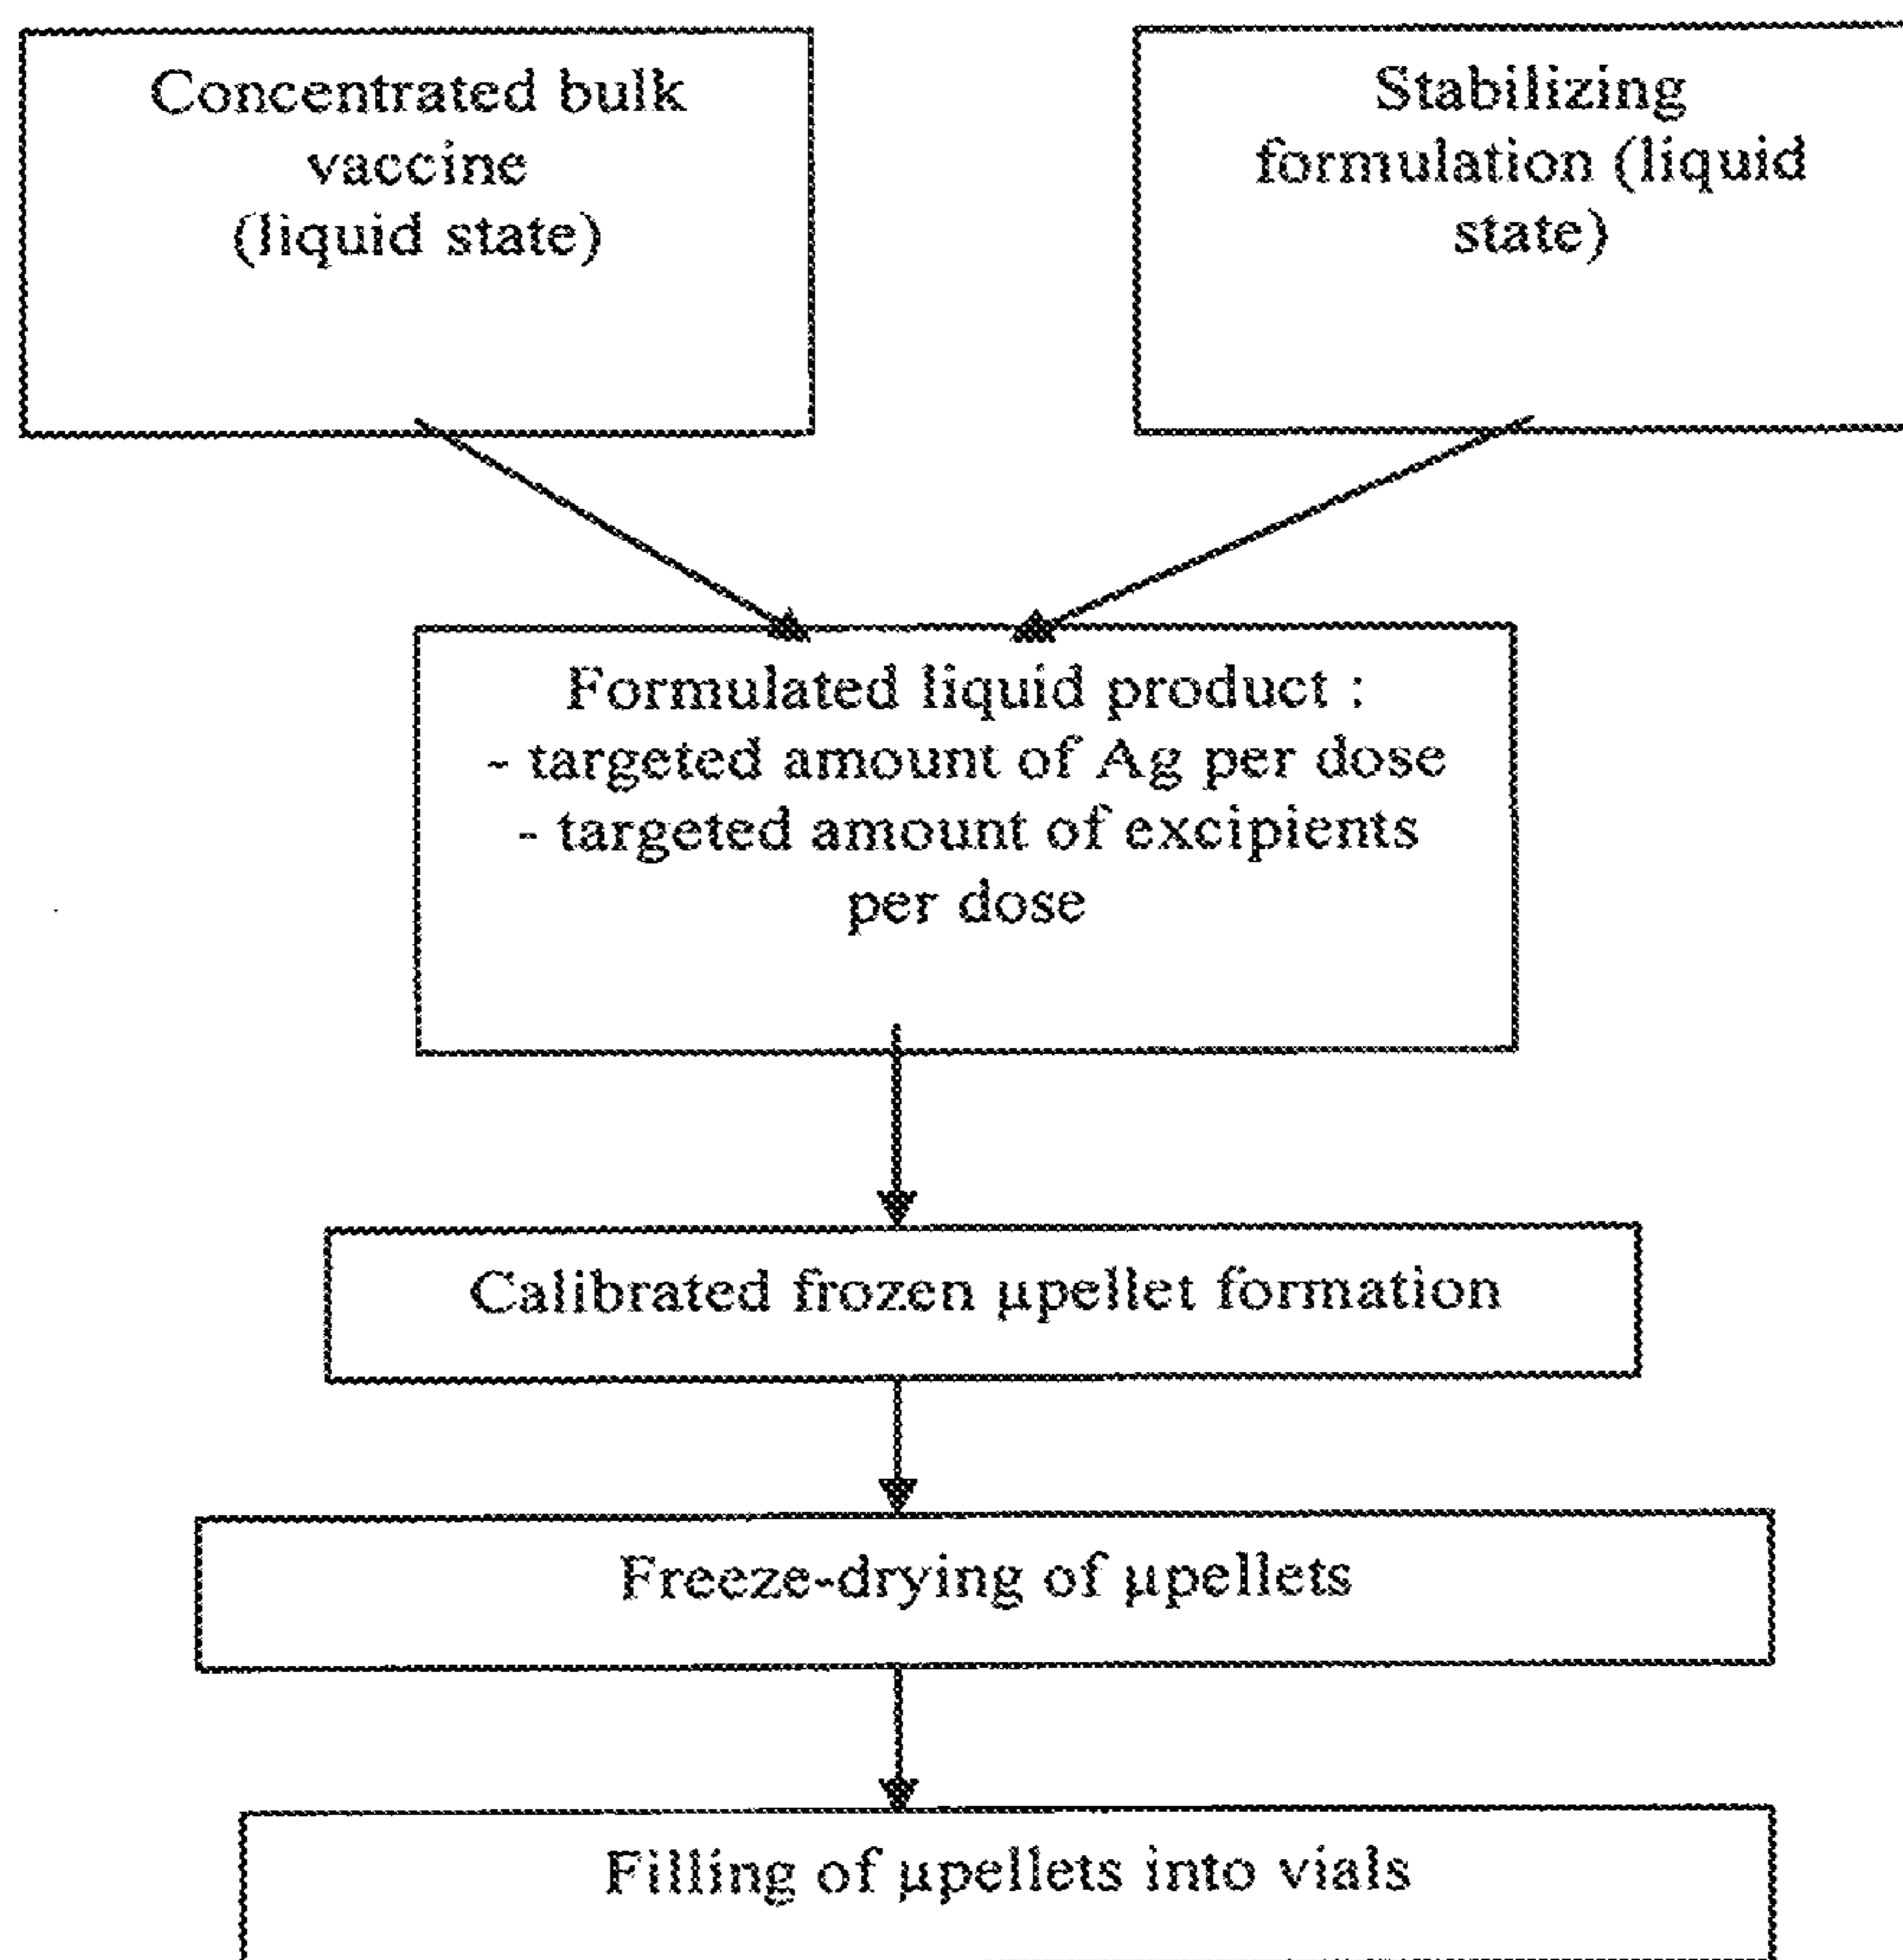 Concentrated bulk
vaccine
(liquid state)
Stabilizing
formulation (liquid
state)
Formulated liquid product :
- targeted amount of Ag per dose
- targeted amount of excipients
per dose
Calibrated frozen µpellet formation
Freeze-drying of µpellets
Filling of µpellets into vials